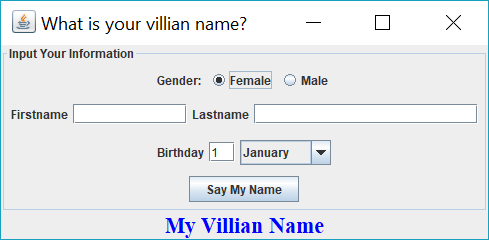 What is your villian name?
Input Your Information
Gender: Female Male
Firstname Lastname
Birthday 1 January
Say My Name
My Villian Name